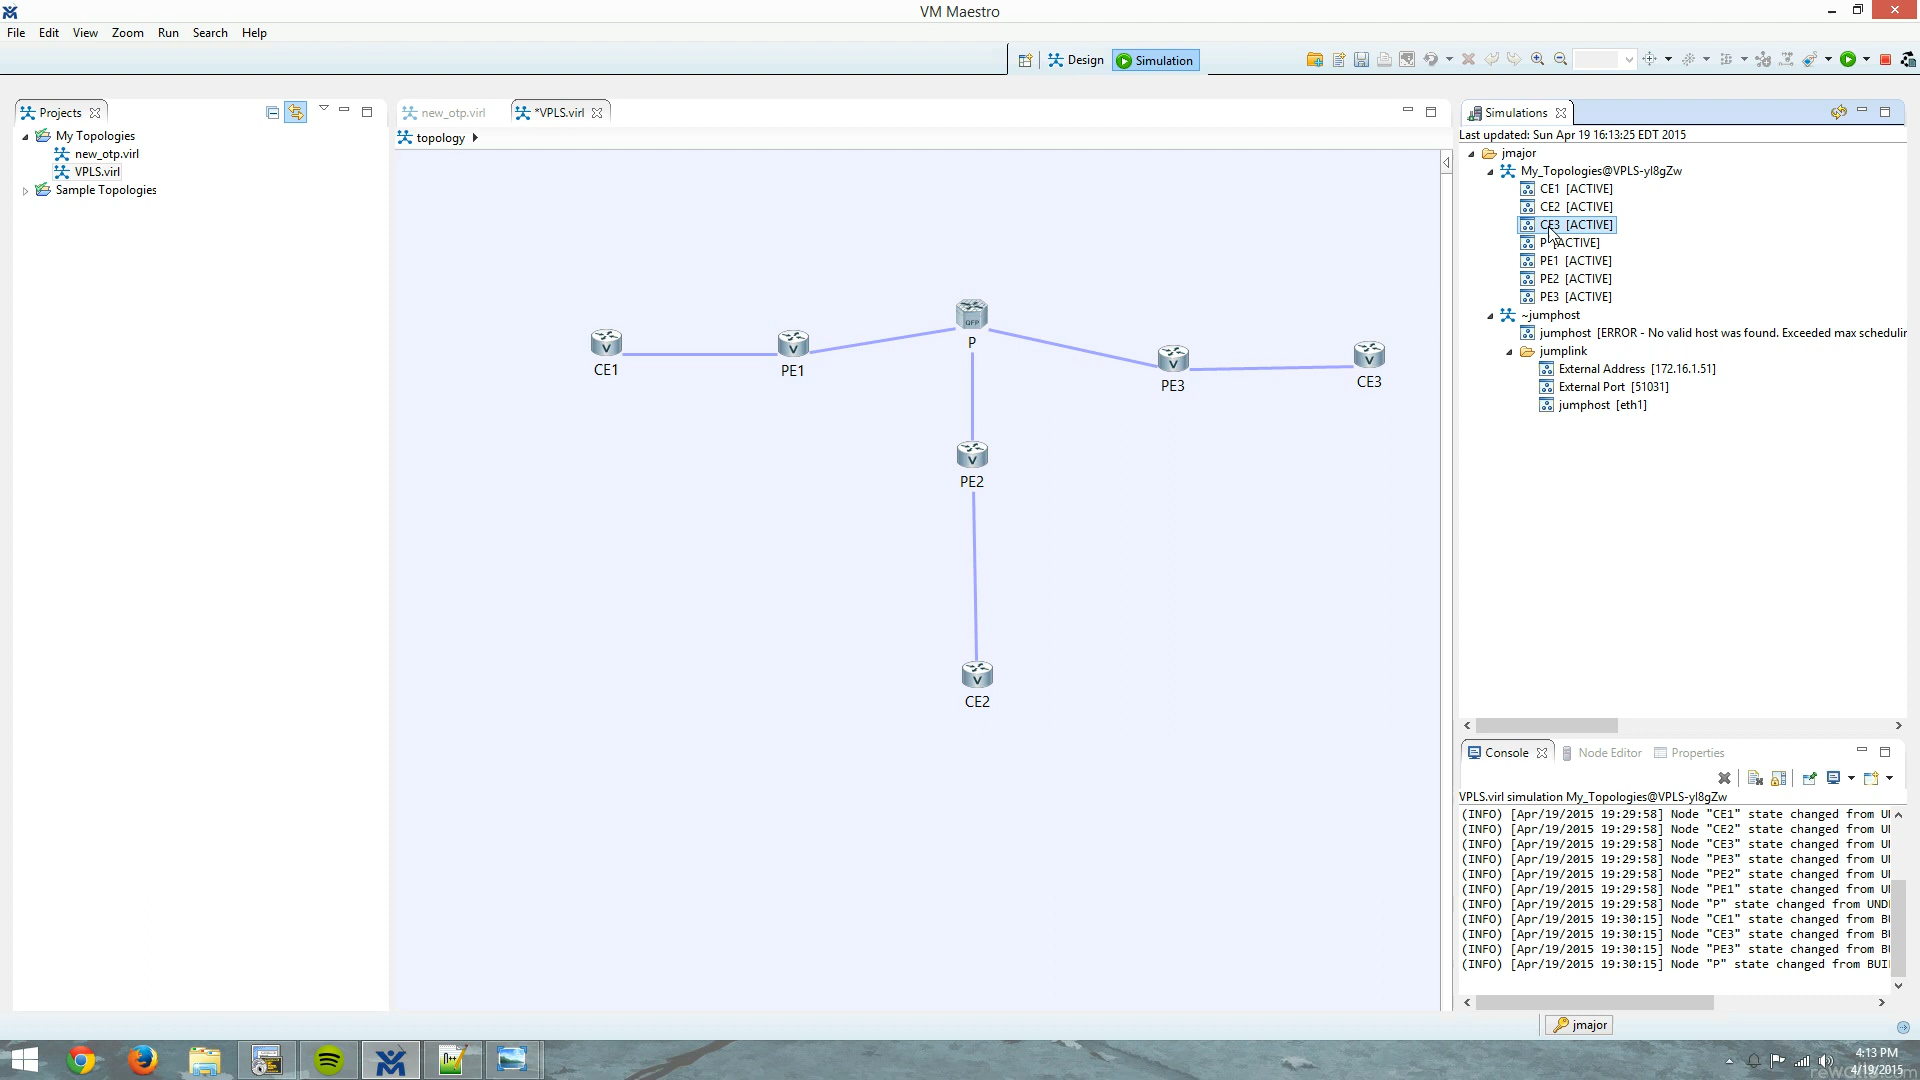 VM Maestro
File Edit View Zoom Run Search Help
Design Simulation
Projects
My Topologies
new_otp.virl
VPLS.virl
Sample Topologies
new_otp.virl *VPLS.virl
topology
P
CE1
PE1
PE3
CE3
PE2
CE2
QFP
Simulations
Last updated: Sun Apr 19 16:13:25 EDT 2015
jmajor
My_Topologies@VPLS-yl8gZw
CE1 [ACTIVE]
CE2 [ACTIVE]
CE3 [ACTIVE]
P [ACTIVE]
PE1 [ACTIVE]
PE2 [ACTIVE]
PE3 [ACTIVE]
~jumphost
jumphost [ERROR - No valid host was found. Exceeded max schedulin
jumplink
External Address [172.16.1.51]
External Port [51031]
jumphost [eth1]
Console Node Editor Properties
VPLS.virl simulation My_Topologies@VPLS-yl8gZw
(INFO) [Apr/19/2015 19:29:58] Node "CE1" state changed from UI
(INFO) [Apr/19/2015 19:29:58] Node "CE2" state changed from UI
(INFO) [Apr/19/2015 19:29:58] Node "CE3" state changed from UI
(INFO) [Apr/19/2015 19:29:58] Node "PE3" state changed from UI
(INFO) [Apr/19/2015 19:29:58] Node "PE2" state changed from UI
(INFO) [Apr/19/2015 19:29:58] Node "PE1" state changed from UI
(INFO) [Apr/19/2015 19:29:58] Node "P" state changed from UND
(INFO) [Apr/19/2015 19:30:15] Node "CE1" state changed from B
(INFO) [Apr/19/2015 19:30:15] Node "CE3" state changed from B
(INFO) [Apr/19/2015 19:30:15] Node "PE3" state changed from B
(INFO) [Apr/19/2015 19:30:15] Node "P" state changed from BUI
jmajor
4:13 PM
4/19/2015